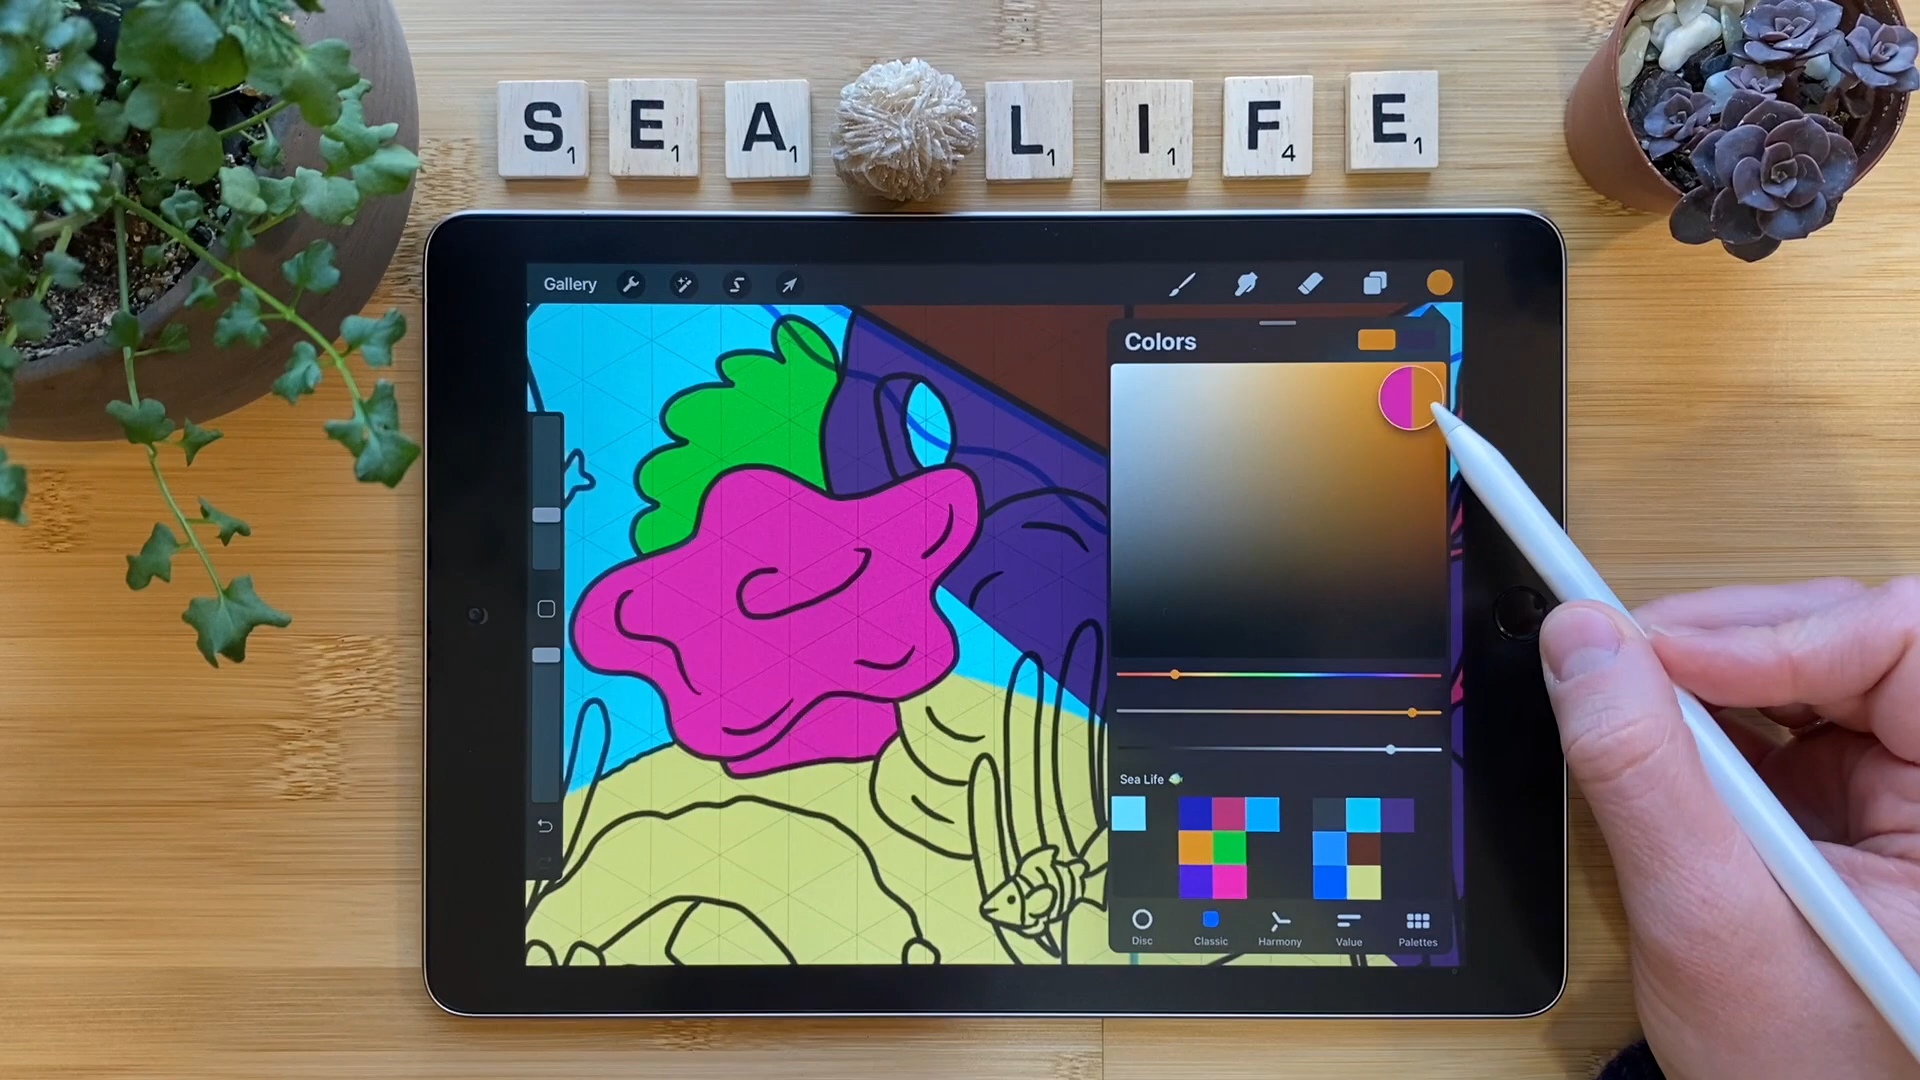 S1 E1 A1 L1 I1 F4 E1
Gallery
Colors
Sea Life
Disc Classic Harmony Value Palettes